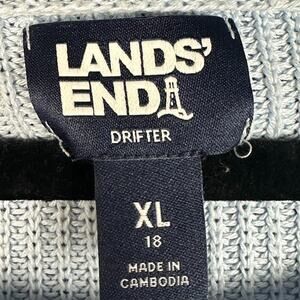 LANDS'
END
DRIFTER
XL
18
MADE IN
CAMBODIA